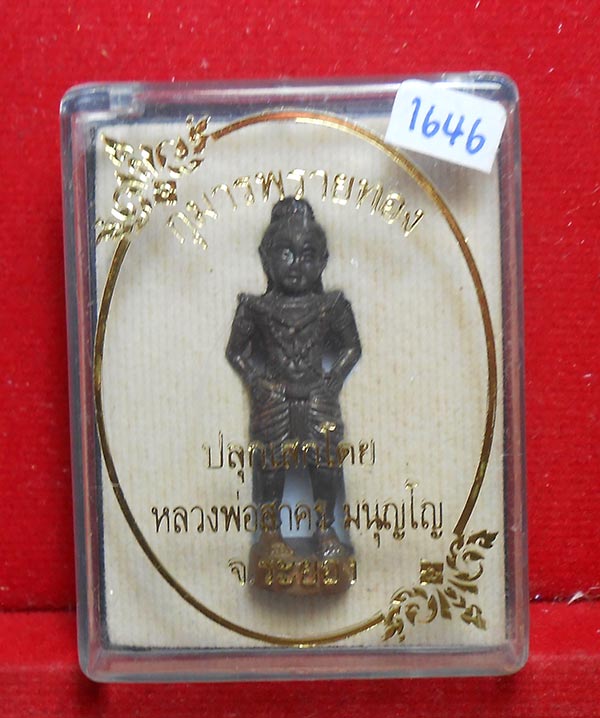 1646
กุมารพรายทอง
ปลุกเสกโดย
หลวงพ่อสาคร มนุญโญ
จ.ระยอง